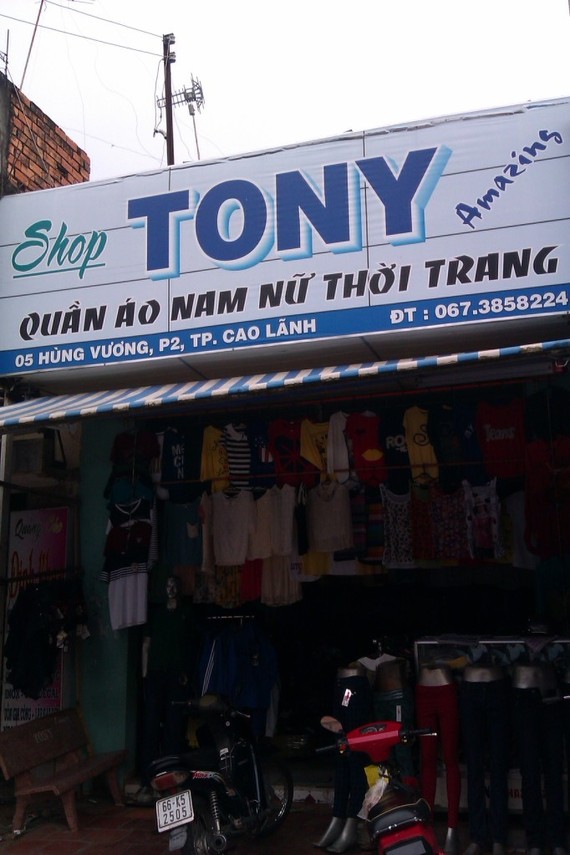 Shop TONY Amazing
QUẦN ÁO NAM NỮ THỜI TRANG
05 HÙNG VƯƠNG, P2, TP. CAO LÃNH ĐT : 067.3858224
66-K5
2505